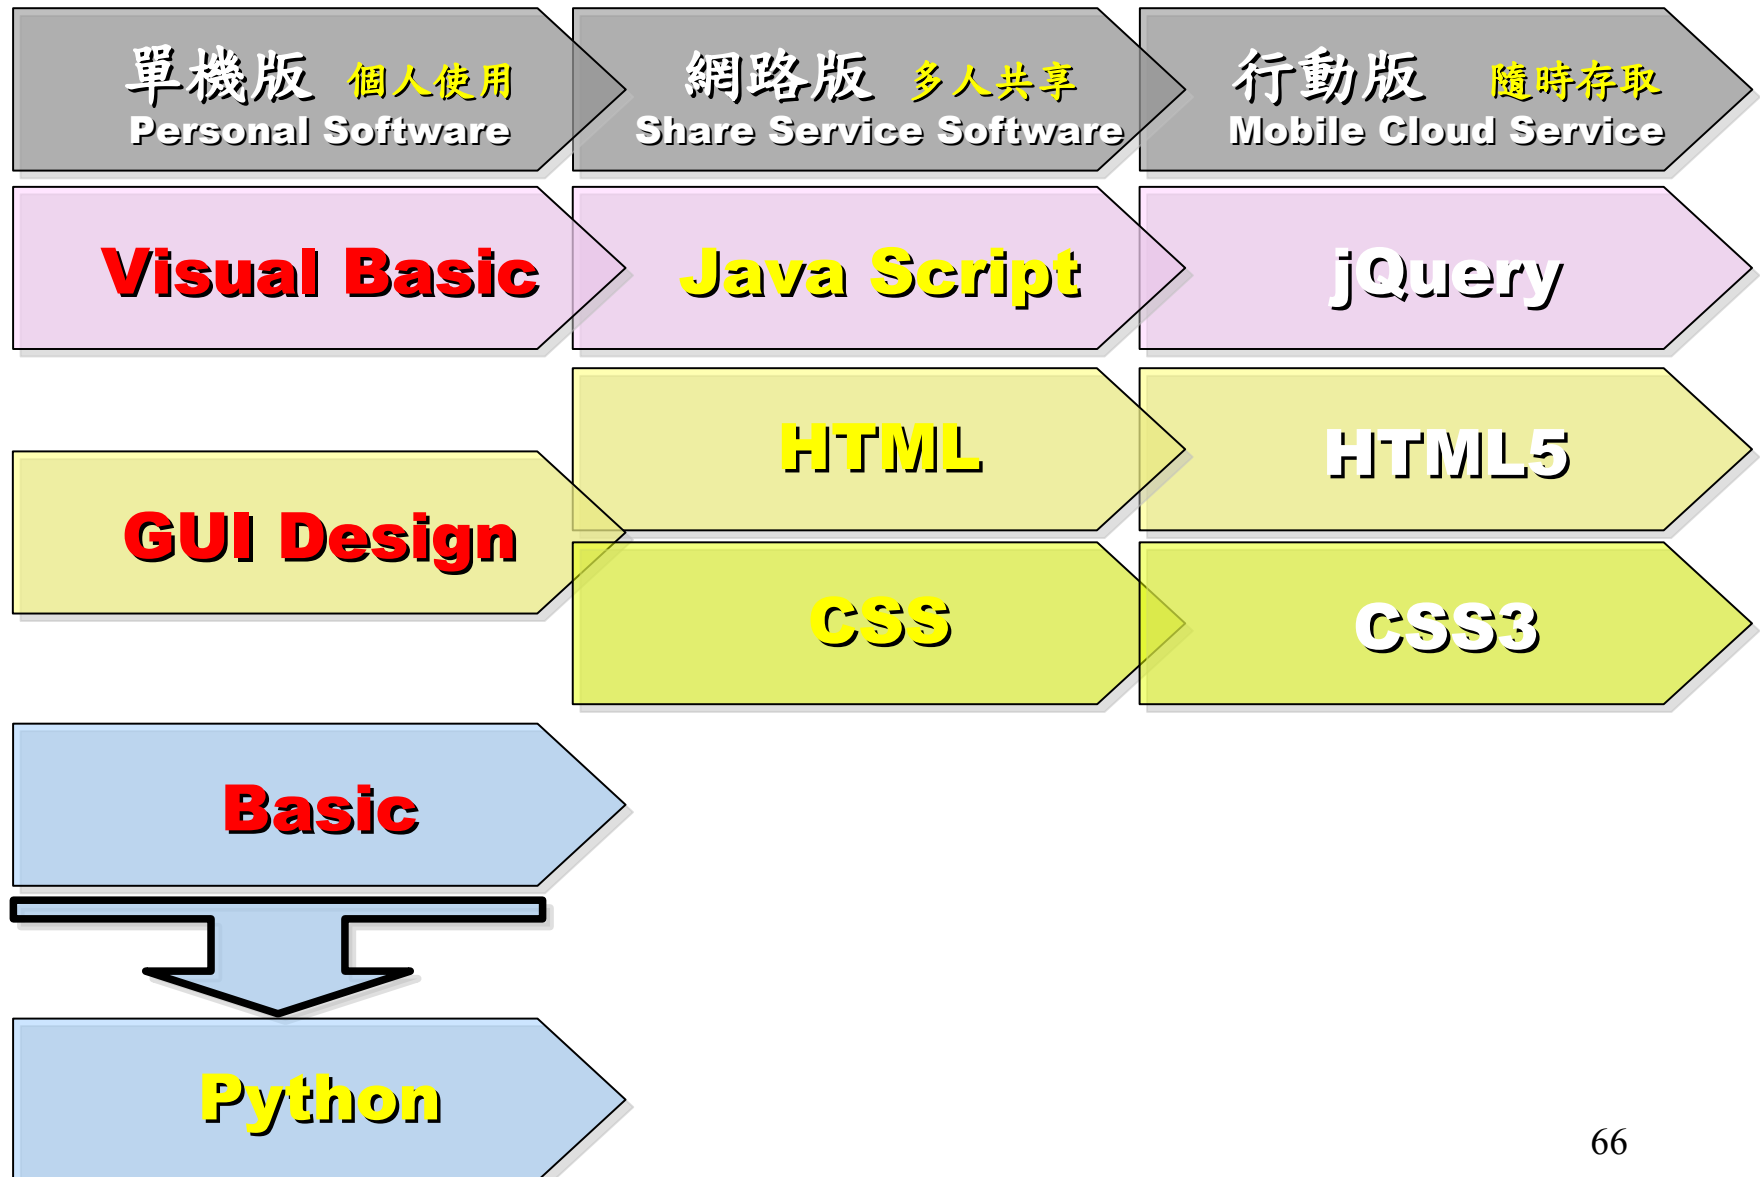 單機版 個人使用
Personal Software
網路版 多人共享
Share Service Software
行動版 隨時存取
Mobile Cloud Service
Visual Basic
Java Script
jQuery
GUI Design
HTML
HTML5
CSS
CSS3
Basic
Python
66